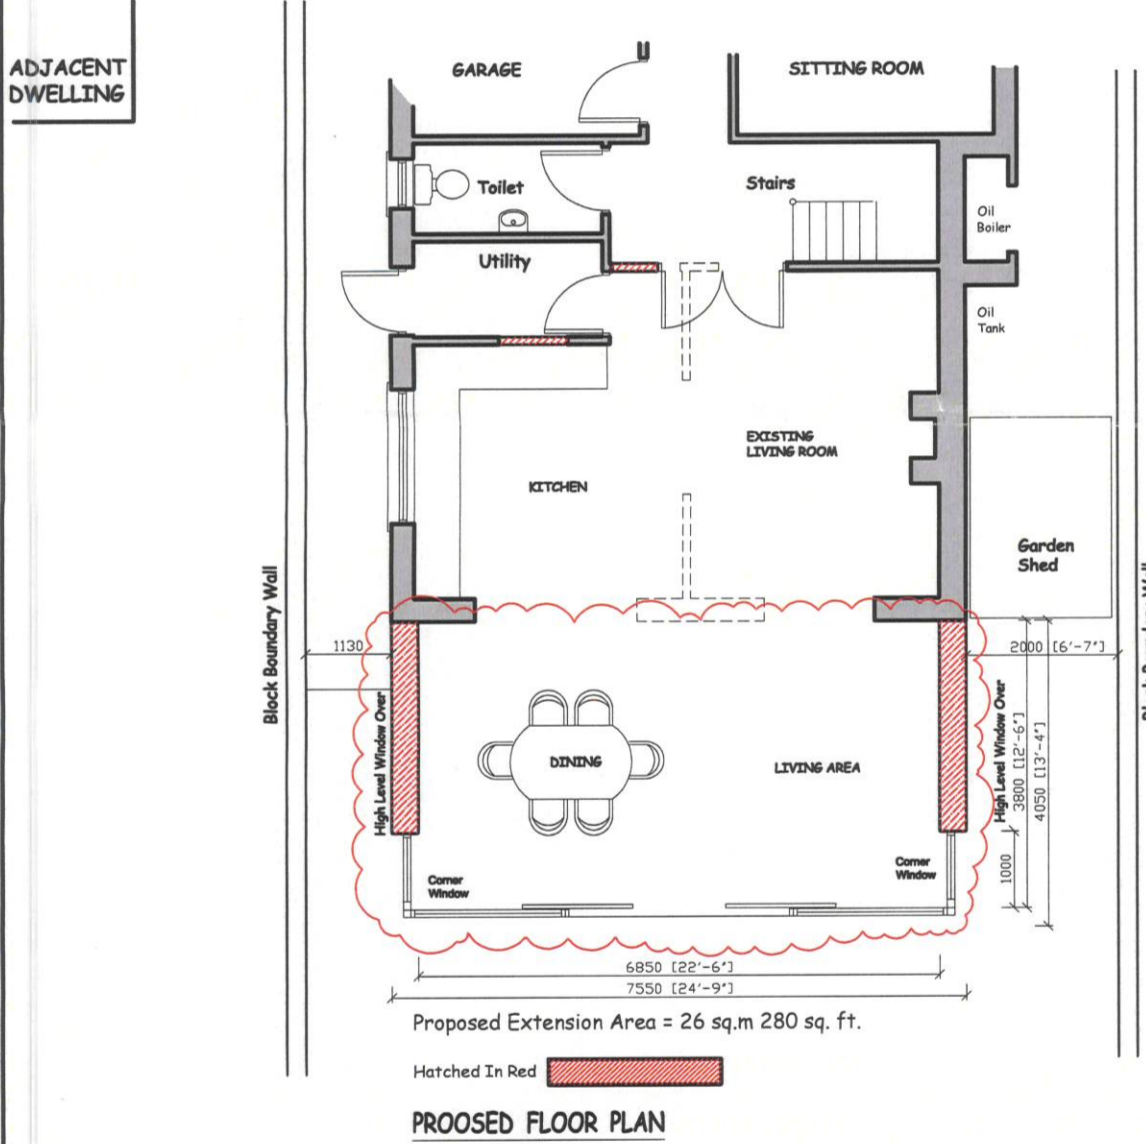 ADJACENT
DWELLING
GARAGE
SITTING ROOM
Toilet
Stairs
Oil
Boiler
Utility
Oil
Tank
EXISTING
LIVING ROOM
KITCHEN
Garden
Shed
Block Boundary Wall
1130
2000 [6'-7"]
High Level Window Over
High Level Window Over
3800 [12'-6"]
4050 [13'-4"]
DINING
LIVING AREA
1000
Corner
Window
Corner
Window
6850 [22'-6"]
7550 [24'-9"]
Proposed Extension Area = 26 sq.m 280 sq. ft.
Hatched In Red
PROOSED FLOOR PLAN